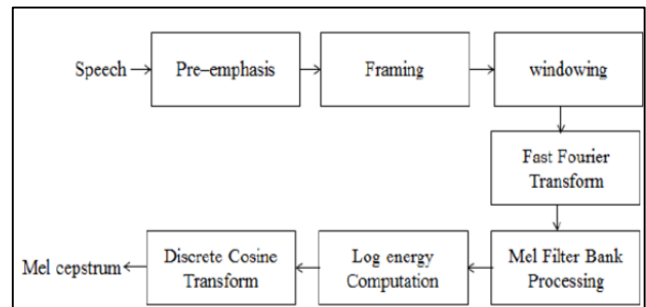 Speech
Pre-emphasis
Framing
windowing
Fast Fourier
Transform
Mel Filter Bank
Processing
Log energy
Computation
Discrete Cosine
Transform
Mel cepstrum